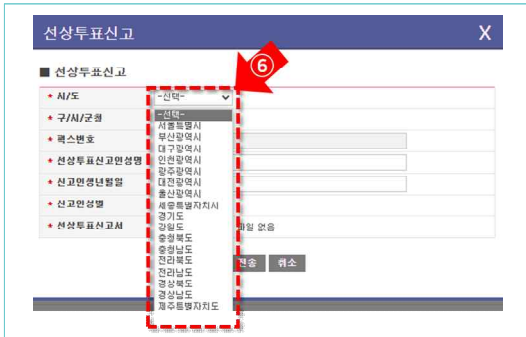 선상투표신고 X
⑥
■ 선상투표신고
* 시/도 -선택-
* 구/시/군청
* 팩스번호
* 선상투표신고인성명
* 신고인생년월일
* 신고인성별
* 선상투표신고서 파일 없음
-선택-
서울특별시
부산광역시
대구광역시
인천광역시
광주광역시
대전광역시
울산광역시
세종특별자치시
경기도
강원도
충청북도
충청남도
전라북도
전라남도
경상북도
경상남도
제주특별자치도
전송 취소